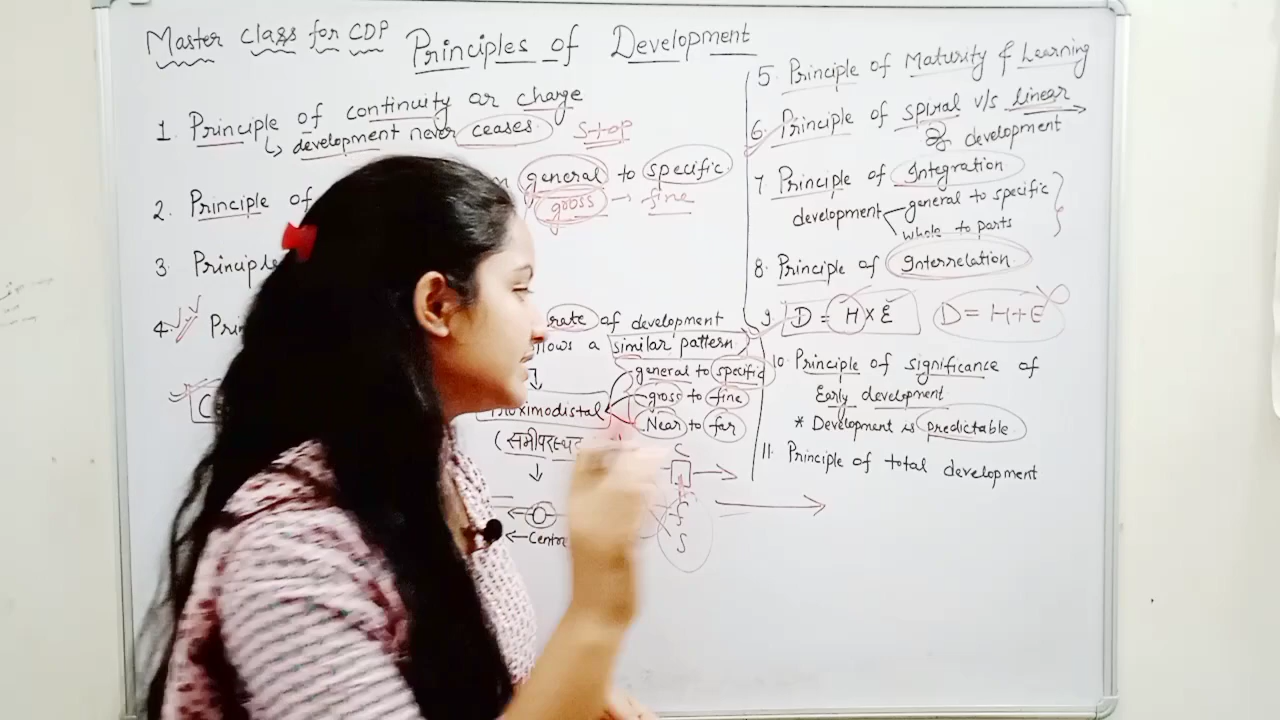 Master Class for CDP
Principles of Development
1. Principle of continuity or change
↳ development never ceases
STOP
2. Principle of
general to specific
gross → fine
3. Principle
4.
rate of development
a similar pattern
general to specific
gross to fine
Near to far
Proximodistal
5. Principle of Maturity & Learning
6. Principle of spiral v/s linear
of development
7 Principle of Integration
development
general to specific
whole to parts
8. Principle of Interrelation
9. D = H × E
D = H+E
10. Principle of significance of
Early development
* Development is predictable
11. Principle of total development